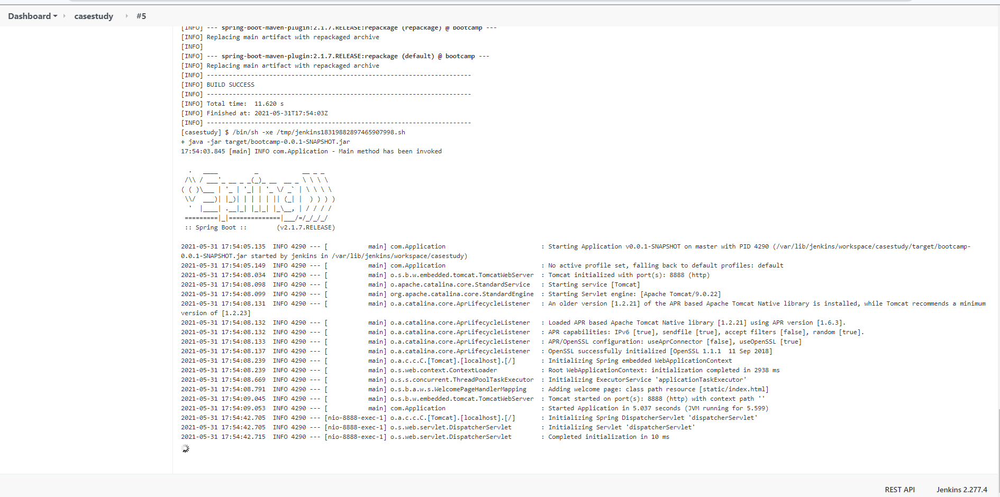 Dashboard casestudy #5
[INFO] --- spring-boot-maven-plugin:2.1.7.RELEASE:repackage (repackage) @ bootcamp ---
[INFO] Replacing main artifact with repackaged archive
[INFO]
[INFO] --- spring-boot-maven-plugin:2.1.7.RELEASE:repackage (default) @ bootcamp ---
[INFO] Replacing main artifact with repackaged archive
[INFO] ------------------------------------------------------------------------
[INFO] BUILD SUCCESS
[INFO] ------------------------------------------------------------------------
[INFO] Total time:  11.620 s
[INFO] Finished at: 2021-05-31T17:54:03Z
[INFO] ------------------------------------------------------------------------
[casestudy] $ /bin/sh -xe /tmp/jenkins18319882897465907998.sh
+ java -jar target/bootcamp-0.0.1-SNAPSHOT.jar
17:54:03.845 [main] INFO com.Application - Main method has been invoked

  .   ____          _            __ _ _
 /\\ / ___'_ __ _ _(_)_ __  __ _ \ \ \ \
( ( )\___ | '_ | '_| | '_ \/ _` | \ \ \ \
 \\/  ___)| |_)| | | | | || (_| |  ) ) ) )
  '  |____| .__|_| |_|_| |_\__, | / / / /
 =========|_|==============|___/=/_/_/_/
 :: Spring Boot ::        (v2.1.7.RELEASE)

2021-05-31 17:54:05.135  INFO 4290 --- [           main] com.Application                          : Starting Application v0.0.1-SNAPSHOT on master with PID 4290 (/var/lib/jenkins/workspace/casestudy/target/bootcamp-
0.0.1-SNAPSHOT.jar started by jenkins in /var/lib/jenkins/workspace/casestudy)
2021-05-31 17:54:05.149  INFO 4290 --- [           main] com.Application                          : No active profile set, falling back to default profiles: default
2021-05-31 17:54:08.034  INFO 4290 --- [           main] o.s.b.w.embedded.tomcat.TomcatWebServer  : Tomcat initialized with port(s): 8888 (http)
2021-05-31 17:54:08.098  INFO 4290 --- [           main] o.apache.catalina.core.StandardService   : Starting service [Tomcat]
2021-05-31 17:54:08.099  INFO 4290 --- [           main] org.apache.catalina.core.StandardEngine  : Starting Servlet engine: [Apache Tomcat/9.0.22]
2021-05-31 17:54:08.131  INFO 4290 --- [           main] o.a.catalina.core.AprLifecycleListener   : An older version [1.2.21] of the APR based Apache Tomcat Native library is installed, while Tomcat recommends a minimum
version of [1.2.23]
2021-05-31 17:54:08.132  INFO 4290 --- [           main] o.a.catalina.core.AprLifecycleListener   : Loaded APR based Apache Tomcat Native library [1.2.21] using APR version [1.6.3].
2021-05-31 17:54:08.132  INFO 4290 --- [           main] o.a.catalina.core.AprLifecycleListener   : APR capabilities: IPv6 [true], sendfile [true], accept filters [false], random [true].
2021-05-31 17:54:08.133  INFO 4290 --- [           main] o.a.catalina.core.AprLifecycleListener   : APR/OpenSSL configuration: useAprConnector [false], useOpenSSL [true]
2021-05-31 17:54:08.137  INFO 4290 --- [           main] o.a.catalina.core.AprLifecycleListener   : OpenSSL successfully initialized [OpenSSL 1.1.1  11 Sep 2018]
2021-05-31 17:54:08.239  INFO 4290 --- [           main] o.a.c.c.C.[Tomcat].[localhost].[/]       : Initializing Spring embedded WebApplicationContext
2021-05-31 17:54:08.239  INFO 4290 --- [           main] o.s.web.context.ContextLoader            : Root WebApplicationContext: initialization completed in 2938 ms
2021-05-31 17:54:08.669  INFO 4290 --- [           main] o.s.s.concurrent.ThreadPoolTaskExecutor  : Initializing ExecutorService 'applicationTaskExecutor'
2021-05-31 17:54:08.791  INFO 4290 --- [           main] o.s.b.a.w.s.WelcomePageHandlerMapping    : Adding welcome page: class path resource [static/index.html]
2021-05-31 17:54:09.045  INFO 4290 --- [           main] o.s.b.w.embedded.tomcat.TomcatWebServer  : Tomcat started on port(s): 8888 (http) with context path ''
2021-05-31 17:54:09.053  INFO 4290 --- [           main] com.Application                          : Started Application in 5.037 seconds (JVM running for 5.599)
2021-05-31 17:54:42.705  INFO 4290 --- [nio-8888-exec-1] o.a.c.c.C.[Tomcat].[localhost].[/]       : Initializing Spring DispatcherServlet 'dispatcherServlet'
2021-05-31 17:54:42.705  INFO 4290 --- [nio-8888-exec-1] o.s.web.servlet.DispatcherServlet        : Initializing Servlet 'dispatcherServlet'
2021-05-31 17:54:42.715  INFO 4290 --- [nio-8888-exec-1] o.s.web.servlet.DispatcherServlet        : Completed initialization in 10 ms
REST API Jenkins 2.277.4